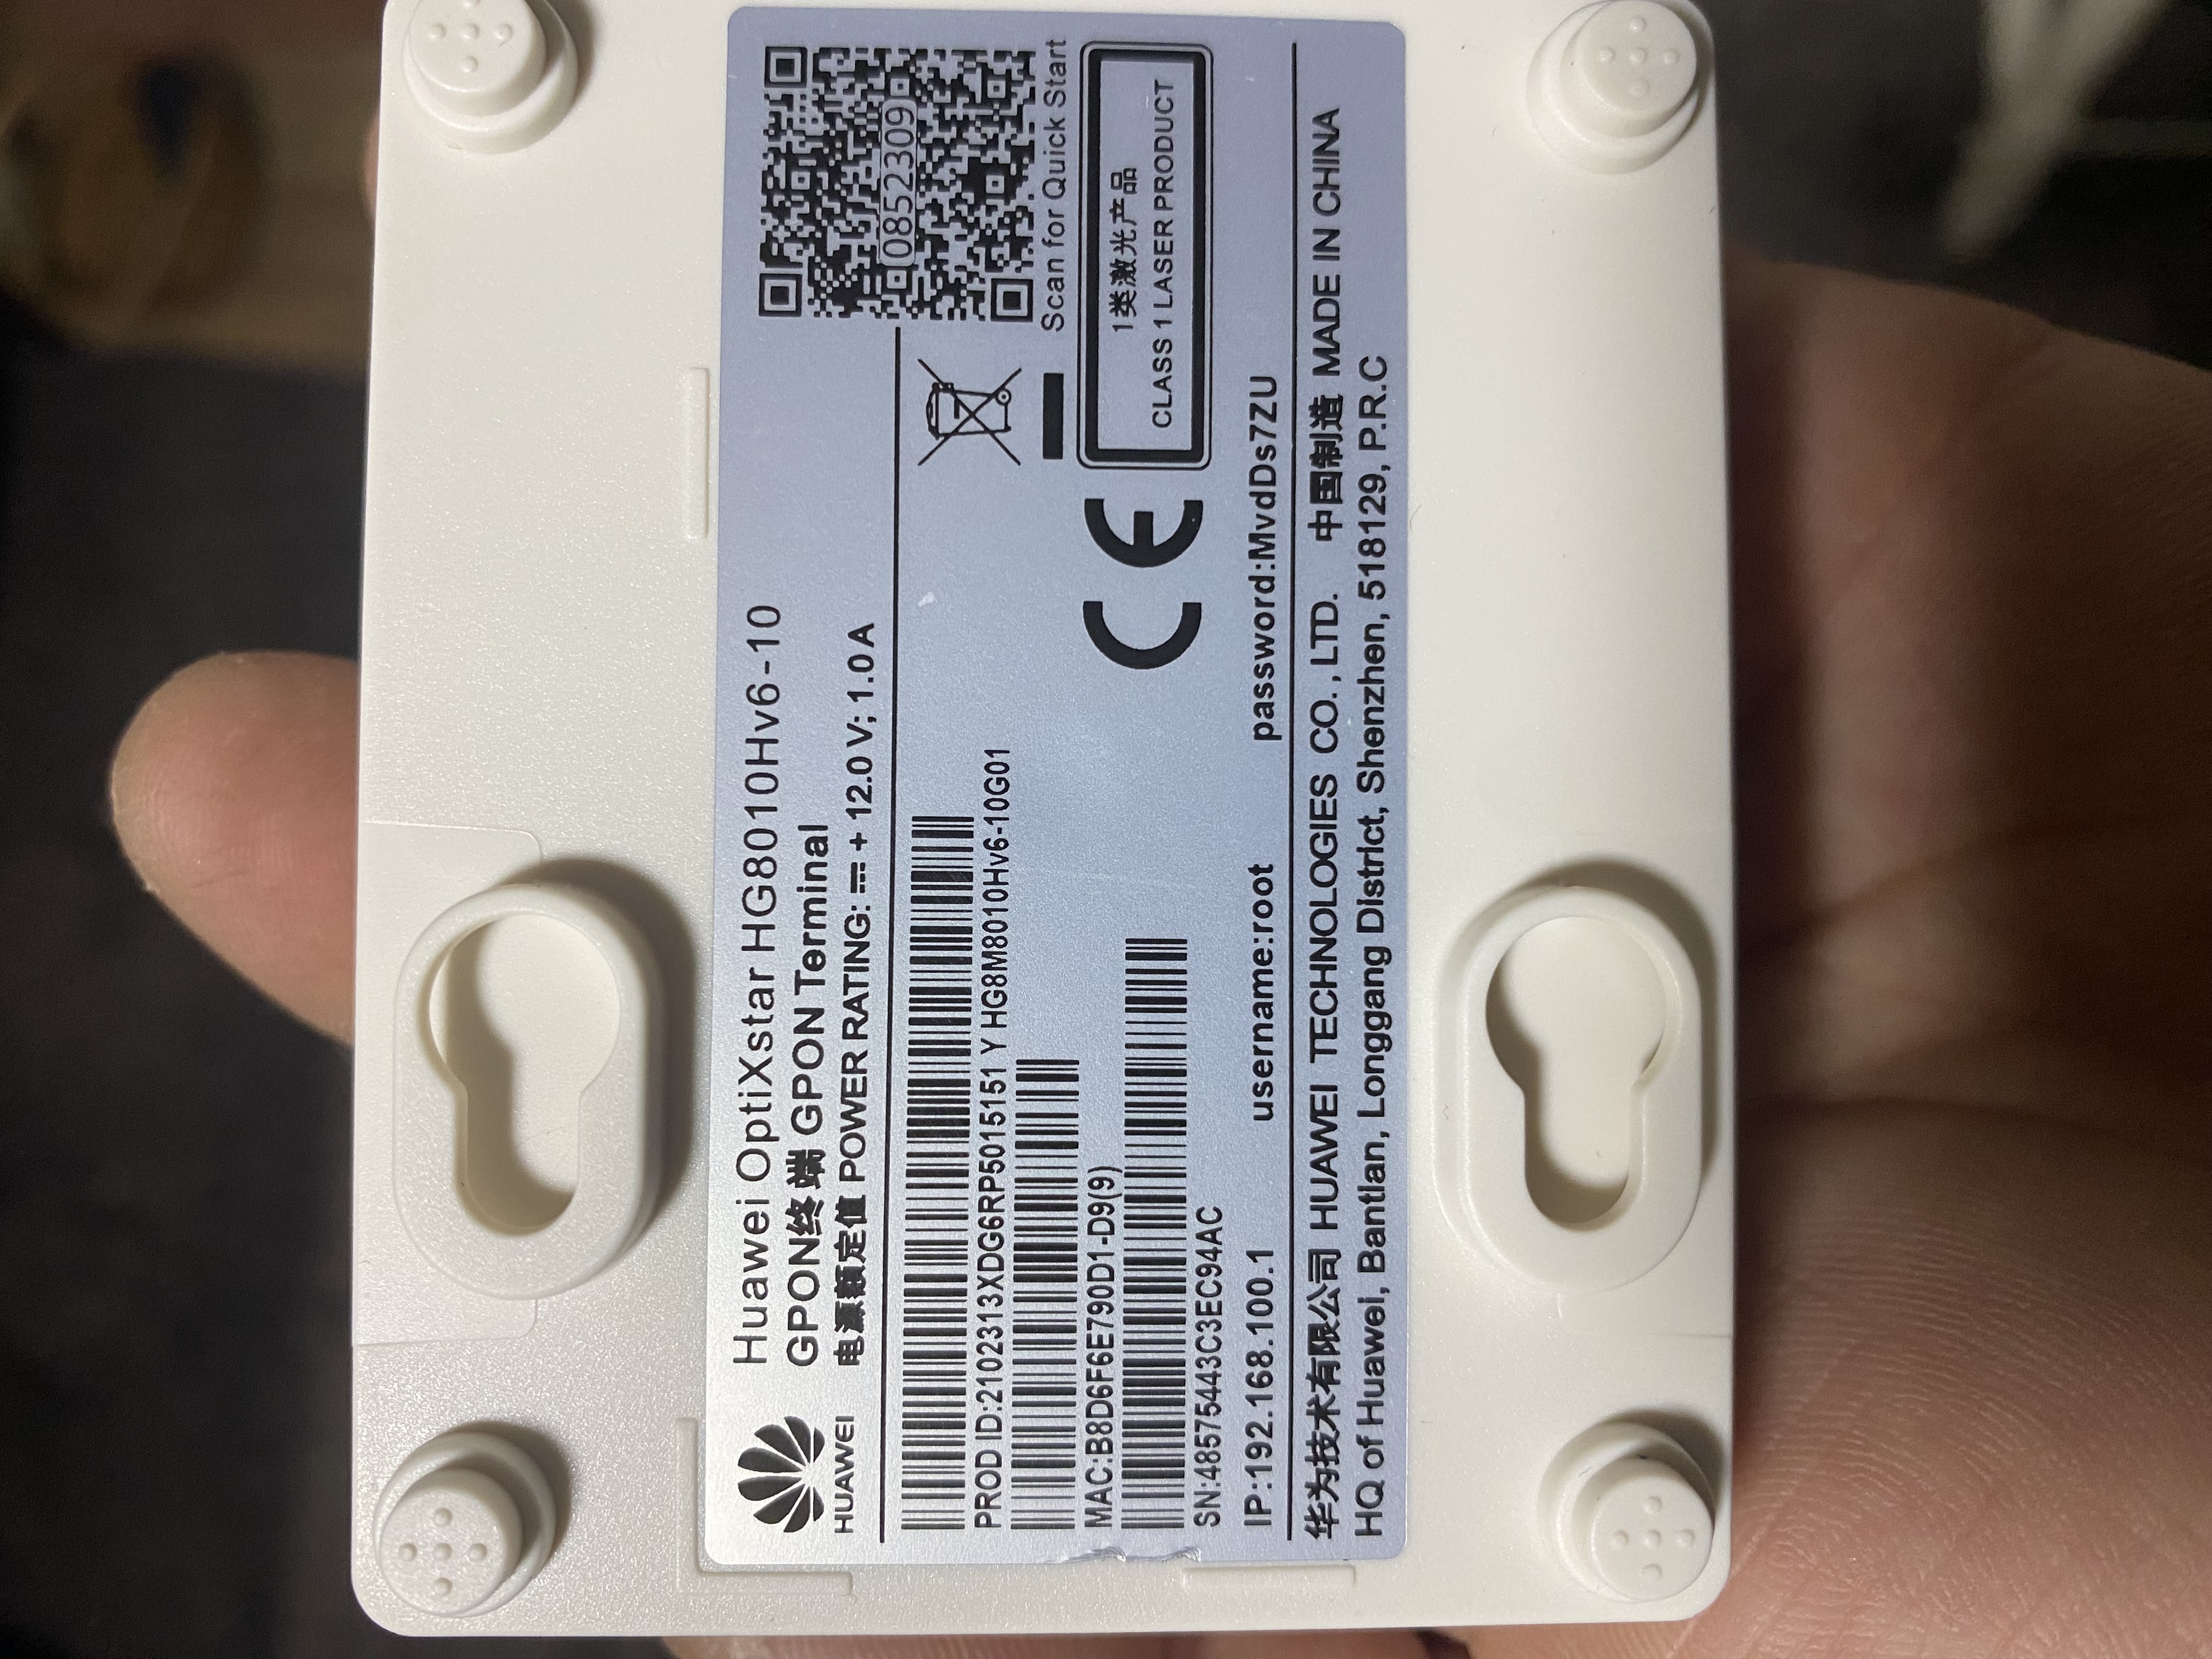 HUAWEI
Huawei OptiXstar HG8010Hv6-10
GPON终端 GPON Terminal
电源额定值 POWER RATING: ⎓ + 12.0 V; 1.0 A
08522309
Scan for Quick Start
PROD ID:2102313XDG6RP5015151 Y HG8M8010Hv6-10G01
MAC:B8D6F6E790D1-D9(9)
SN:48575443C3EC94AC
CE
1类激光产品
CLASS 1 LASER PRODUCT
IP:192.168.100.1 username:root password:MvdDs7ZU
华为技术有限公司 HUAWEI TECHNOLOGIES CO., LTD. 中国制造 MADE IN CHINA
HQ of Huawei, Bantian, Longgang District, Shenzhen, 518129, P.R.C